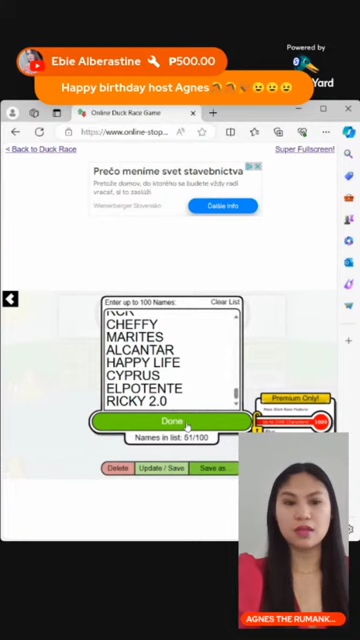 Powered by
Ebie Alberastine ₱500.00
Yard
Happy birthday host Agnes
Online Duck Race Game
https://www.online-stop...
< Back to Duck Race
Super Fullscreen!
Prečo meníme svet stavebníctva
Pretože domov, do ktorého sa budete vždy radi
vracať, si to zaslúži
Wienerberger Slovensko
Ďalšie info
Enter up to 100 Names:
Clear List
RCR
CHEFFY
MARITES
ALCANTAR
HAPPY LIFE
CYPRUS
ELPOTENTE
RICKY 2.0
Premium Only!
Done
1000
Names in list: 51/100
Delete
Update / Save
Save as
AGNES THE RUMANK...